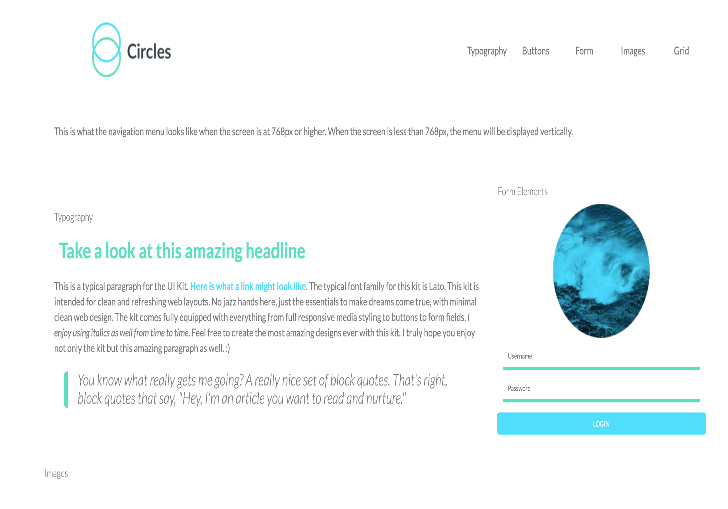 Circles
Typography Buttons Form Images Grid
This is what the navigation menu looks like when the screen is at 768px or higher. When the screen is less than 768px, the menu will be displayed vertically.
Typography
Take a look at this amazing headline
This is a typical paragraph for the UI Kit. Here is what a link might look like. The typical font family for this kit is Lato. This kit is
intended for clean and refreshing web layouts. No jazz hands here, just the essentials to make dreams come true, with minimal
clean web design. The kit comes fully equipped with everything from full responsive media styling to buttons to form fields. I
enjoy using italics as well from time to time. Feel free to create the most amazing designs ever with this kit. I truly hope you enjoy
not only the kit but this amazing paragraph as well. :)
You know what really gets me going? A really nice set of block quotes. That's right,
block quotes that say, "Hey, I'm an article you want to read and nurture."
Images
Form Elements
Username
Password
LOGIN